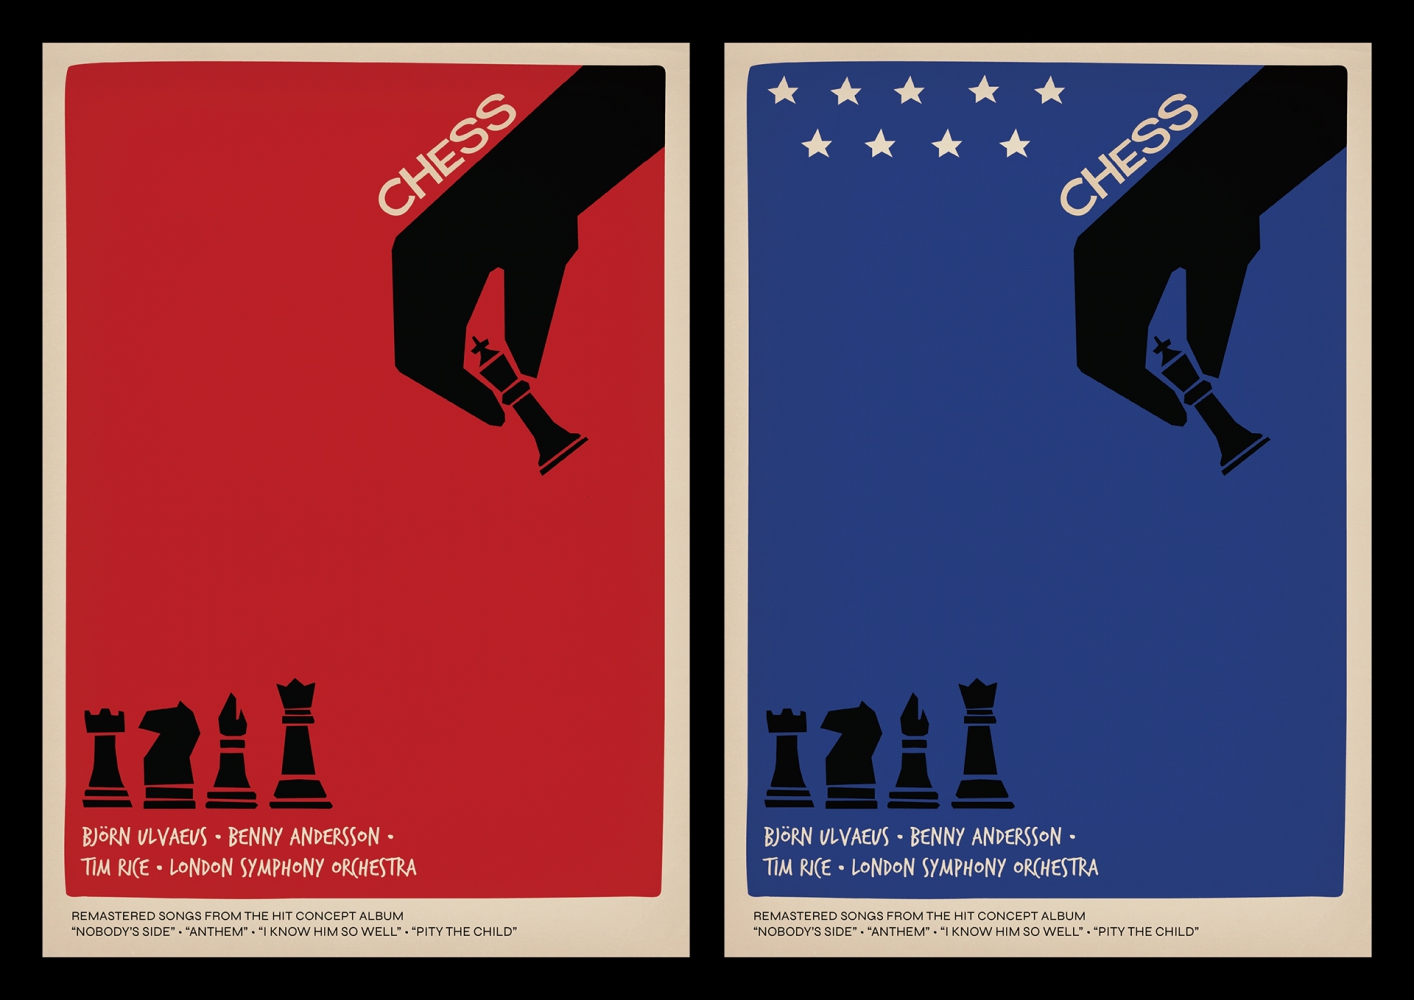 CHESS
BJÖRN ULVAEUS • BENNY ANDERSSON •
TIM RICE • LONDON SYMPHONY ORCHESTRA
REMASTERED SONGS FROM THE HIT CONCEPT ALBUM
“NOBODY’S SIDE” • “ANTHEM” • “I KNOW HIM SO WELL” • “PITY THE CHILD”
CHESS
BJÖRN ULVAEUS • BENNY ANDERSSON •
TIM RICE • LONDON SYMPHONY ORCHESTRA
REMASTERED SONGS FROM THE HIT CONCEPT ALBUM
“NOBODY’S SIDE” • “ANTHEM” • “I KNOW HIM SO WELL” • “PITY THE CHILD”